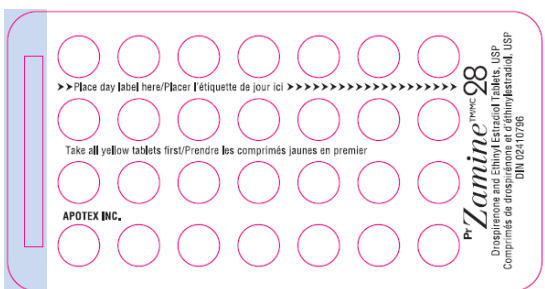 ➤➤Place day label here/Placer l'étiquette de jour ici ➤➤➤➤➤➤➤➤➤➤➤➤➤➤➤➤➤➤➤➤
Take all yellow tablets first/Prendre les comprimés jaunes en premier
APOTEX INC.
Pr Zamine™/MC 28
Drospirenone and Ethinyl Estradiol Tablets, USP
Comprimés de drospirénone et d'éthinylestradiol, USP
DIN 02410796